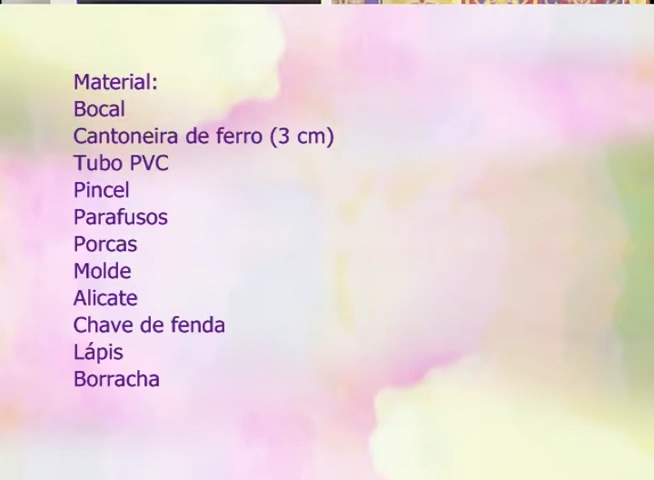 Material:
Bocal
Cantoneira de ferro (3 cm)
Tubo PVC
Pincel
Parafusos
Porcas
Molde
Alicate
Chave de fenda
Lápis
Borracha